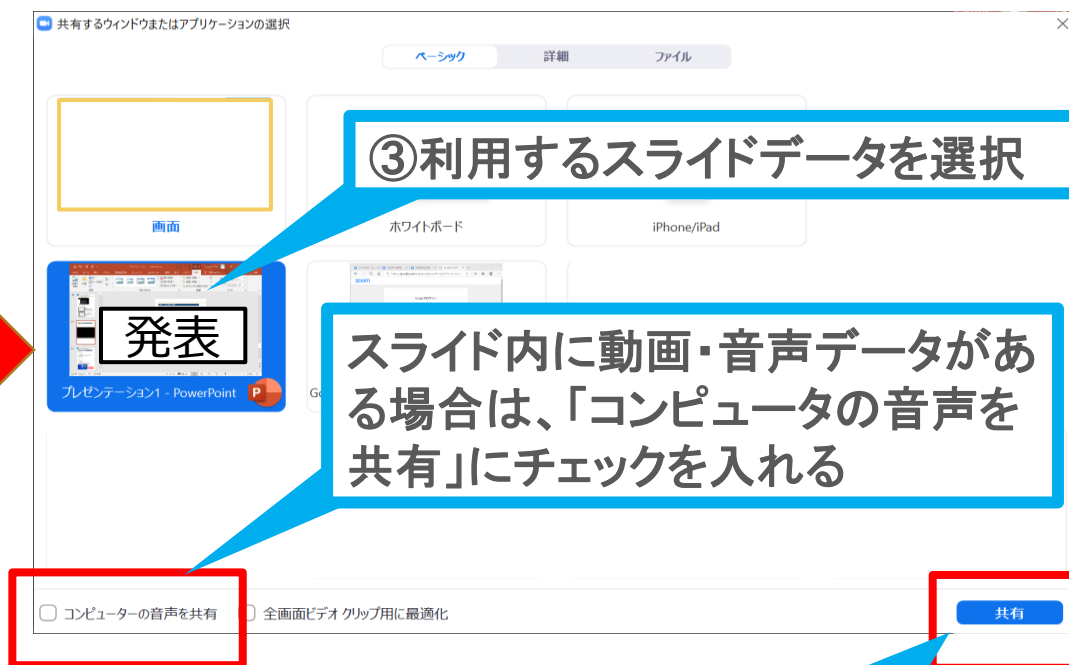 共有するウィンドウまたはアプリケーションの選択
ベーシック 詳細 ファイル
③利用するスライドデータを選択
画面 ホワイトボード iPhone/iPad
発表
プレゼンテーション1 - PowerPoint
スライド内に動画・音声データがあ
る場合は、「コンピュータの音声を
共有」にチェックを入れる
コンピューターの音声を共有 全画面ビデオ クリップ用に最適化 共有